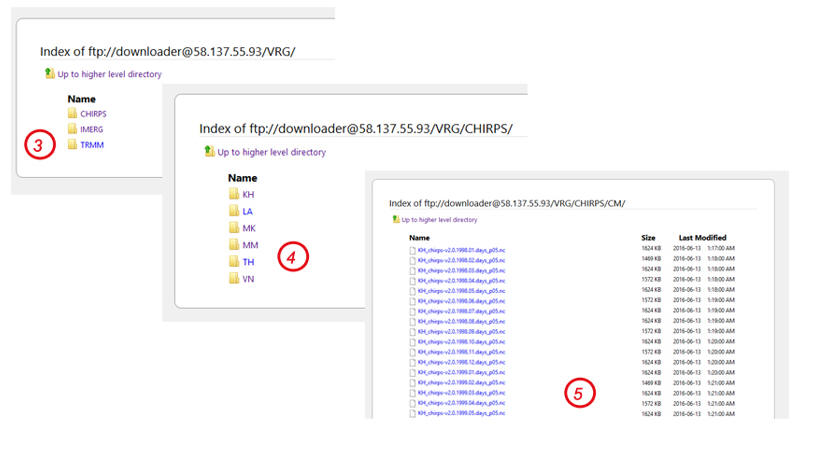 Index of ftp://downloader@58.137.55.93/VRG/
Up to higher level directory
Name
CHIRPS
IMERG
TRMM
3
Index of ftp://downloader@58.137.55.93/VRG/CHIRPS/
Up to higher level directory
Name
KH
LA
MK
MM
TH
VN
4
Index of ftp://downloader@58.137.55.93/VRG/CHIRPS/CM/
Up to higher level directory
Name Size Last Modified
KH_chirps-v2.0.1998.01.days_p05.nc 1624 KB 2016-06-13 1:17:00 AM
KH_chirps-v2.0.1998.02.days_p05.nc 1469 KB 2016-06-13 1:18:00 AM
KH_chirps-v2.0.1998.03.days_p05.nc 1624 KB 2016-06-13 1:18:00 AM
KH_chirps-v2.0.1998.04.days_p05.nc 1572 KB 2016-06-13 1:18:00 AM
KH_chirps-v2.0.1998.05.days_p05.nc 1624 KB 2016-06-13 1:18:00 AM
KH_chirps-v2.0.1998.06.days_p05.nc 1572 KB 2016-06-13 1:19:00 AM
KH_chirps-v2.0.1998.07.days_p05.nc 1624 KB 2016-06-13 1:19:00 AM
KH_chirps-v2.0.1998.08.days_p05.nc 1624 KB 2016-06-13 1:19:00 AM
KH_chirps-v2.0.1998.09.days_p05.nc 1572 KB 2016-06-13 1:19:00 AM
KH_chirps-v2.0.1998.10.days_p05.nc 1624 KB 2016-06-13 1:20:00 AM
KH_chirps-v2.0.1998.11.days_p05.nc 1572 KB 2016-06-13 1:20:00 AM
KH_chirps-v2.0.1998.12.days_p05.nc 1624 KB 2016-06-13 1:20:00 AM
KH_chirps-v2.0.1999.01.days_p05.nc 1624 KB 2016-06-13 1:21:00 AM
KH_chirps-v2.0.1999.02.days_p05.nc 1469 KB 2016-06-13 1:21:00 AM
KH_chirps-v2.0.1999.03.days_p05.nc 1624 KB 2016-06-13 1:21:00 AM
KH_chirps-v2.0.1999.04.days_p05.nc 1572 KB 2016-06-13 1:21:00 AM
KH_chirps-v2.0.1999.05.days_p05.nc 1624 KB 2016-06-13 1:21:00 AM
5